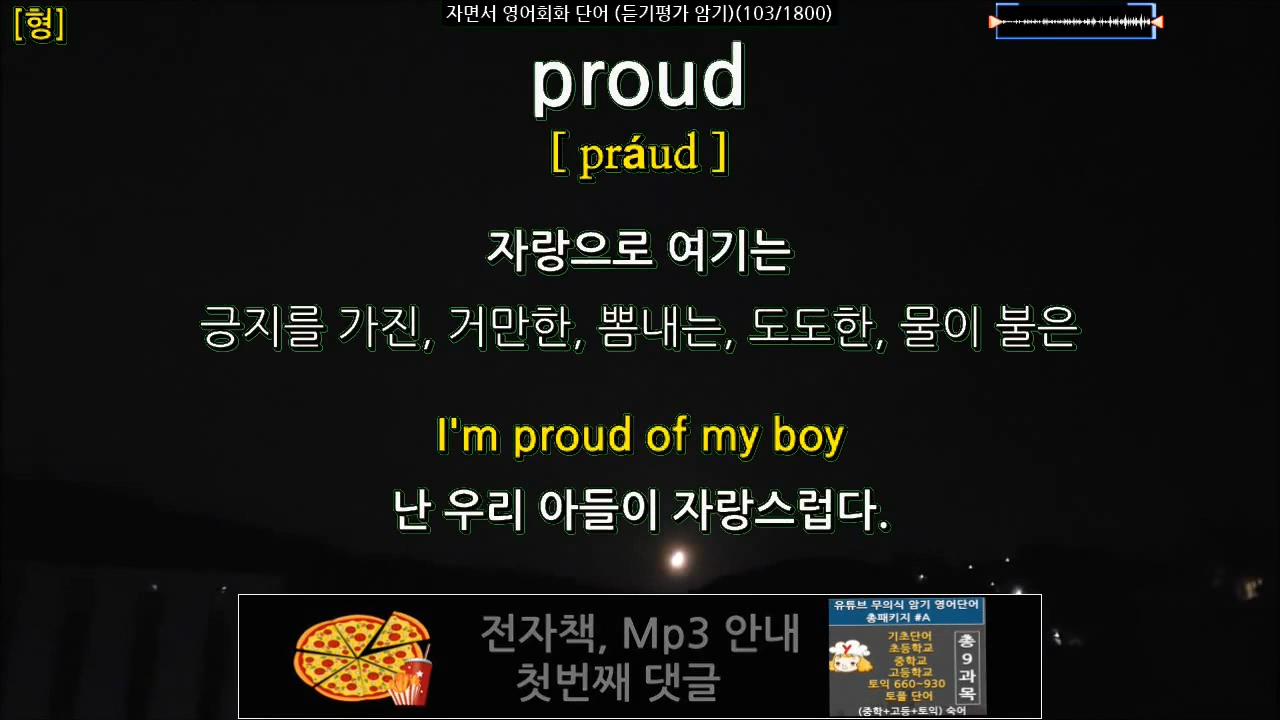 [형]
자면서 영어회화 단어 (듣기평가 암기)(103/1800)
proud
[ práud ]
자랑으로 여기는
긍지를 가진, 거만한, 뽐내는, 도도한, 물이 불은
I'm proud of my boy
난 우리 아들이 자랑스럽다.
전자책, Mp3 안내
첫번째 댓글
유튜브 무의식 암기 영어단어
총패키지 #A
기초단어
초등학교
중학교
고등학교
토익 660~930
토플 단어
(중학+고등+토익) 숙어
총9과목